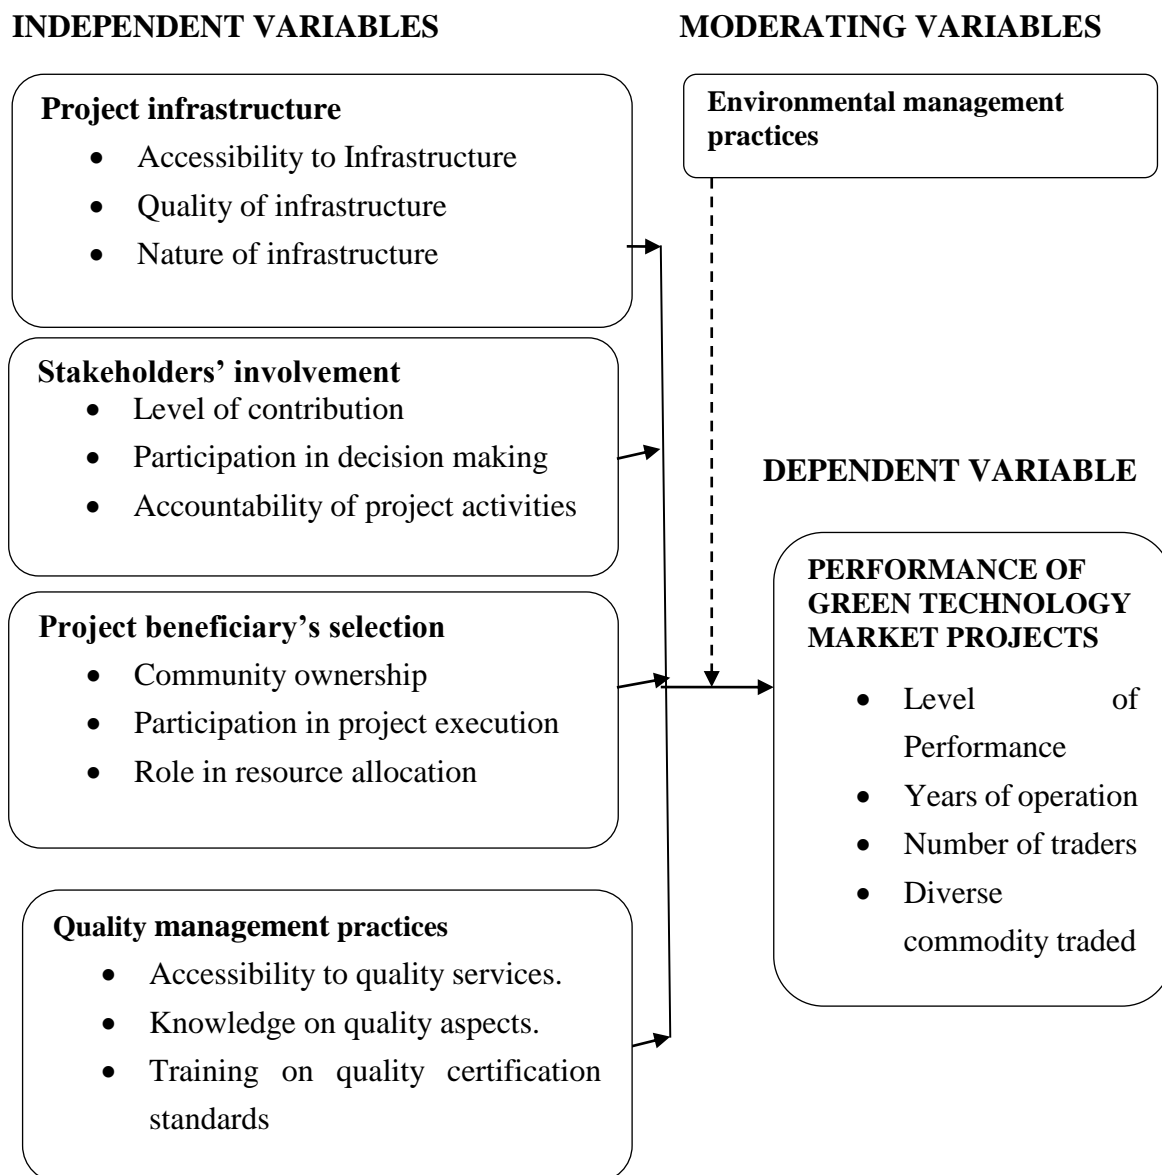 INDEPENDENT VARIABLES
MODERATING VARIABLES
Project infrastructure
• Accessibility to Infrastructure
• Quality of infrastructure
• Nature of infrastructure
Environmental management
practices
Stakeholders’ involvement
• Level of contribution
• Participation in decision making
• Accountability of project activities
Project beneficiary’s selection
• Community ownership
• Participation in project execution
• Role in resource allocation
Quality management practices
• Accessibility to quality services.
• Knowledge on quality aspects.
• Training on quality certification
standards
DEPENDENT VARIABLE
PERFORMANCE OF
GREEN TECHNOLOGY
MARKET PROJECTS
• Level of
Performance
• Years of operation
• Number of traders
• Diverse
commodity traded